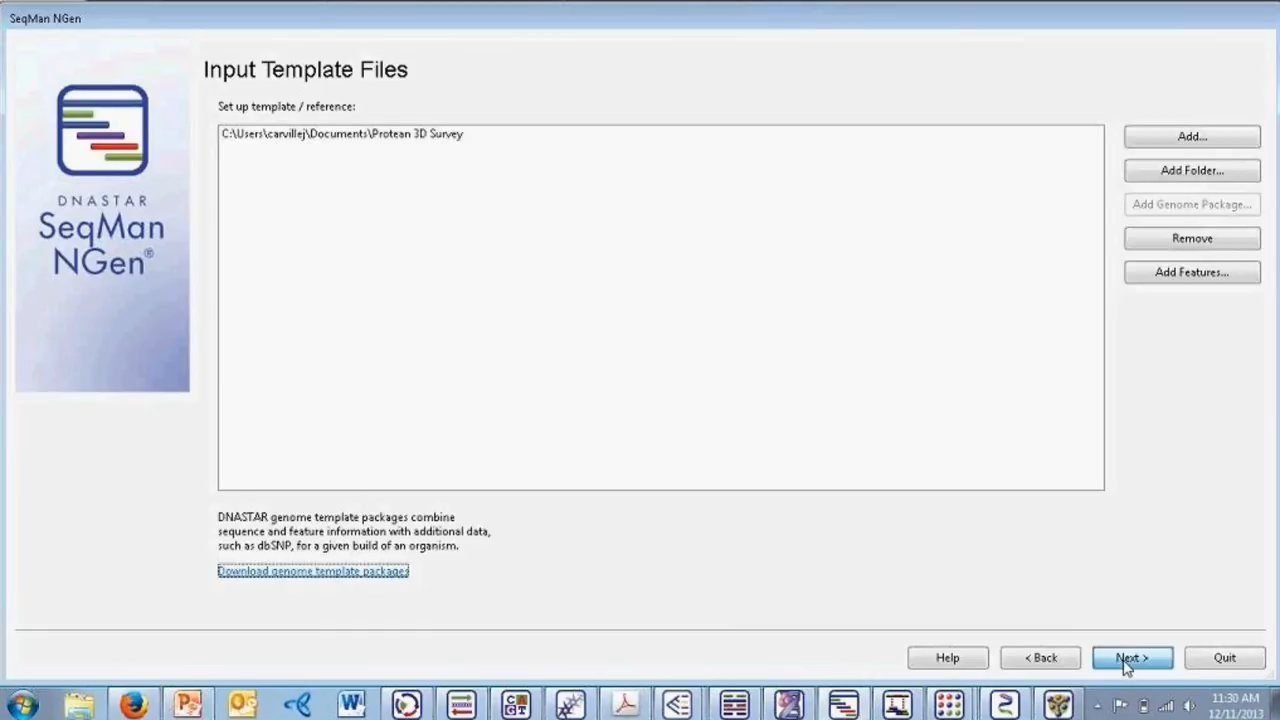 SeqMan NGen
Input Template Files
Set up template / reference:
C:\Users\carvillej\Documents\Protean 3D Survey
Add...
Add Folder...
Add Genome Package...
Remove
Add Features...
DNASTAR
SeqMan
NGen®
DNASTAR genome template packages combine
sequence and feature information with additional data,
such as dbSNP, for a given build of an organism.
Download genome template packages
Help
< Back
Next >
Quit
11:30 AM
12/11/2013